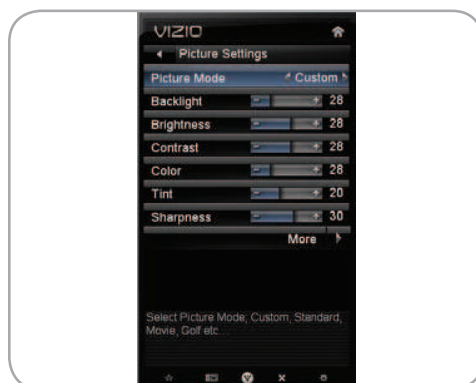 VIZIO
Picture Settings
Picture Mode Custom
Backlight 28
Brightness 28
Contrast 28
Color 28
Tint 20
Sharpness 30
More
Select Picture Mode, Custom, Standard,
Movie, Golf etc...